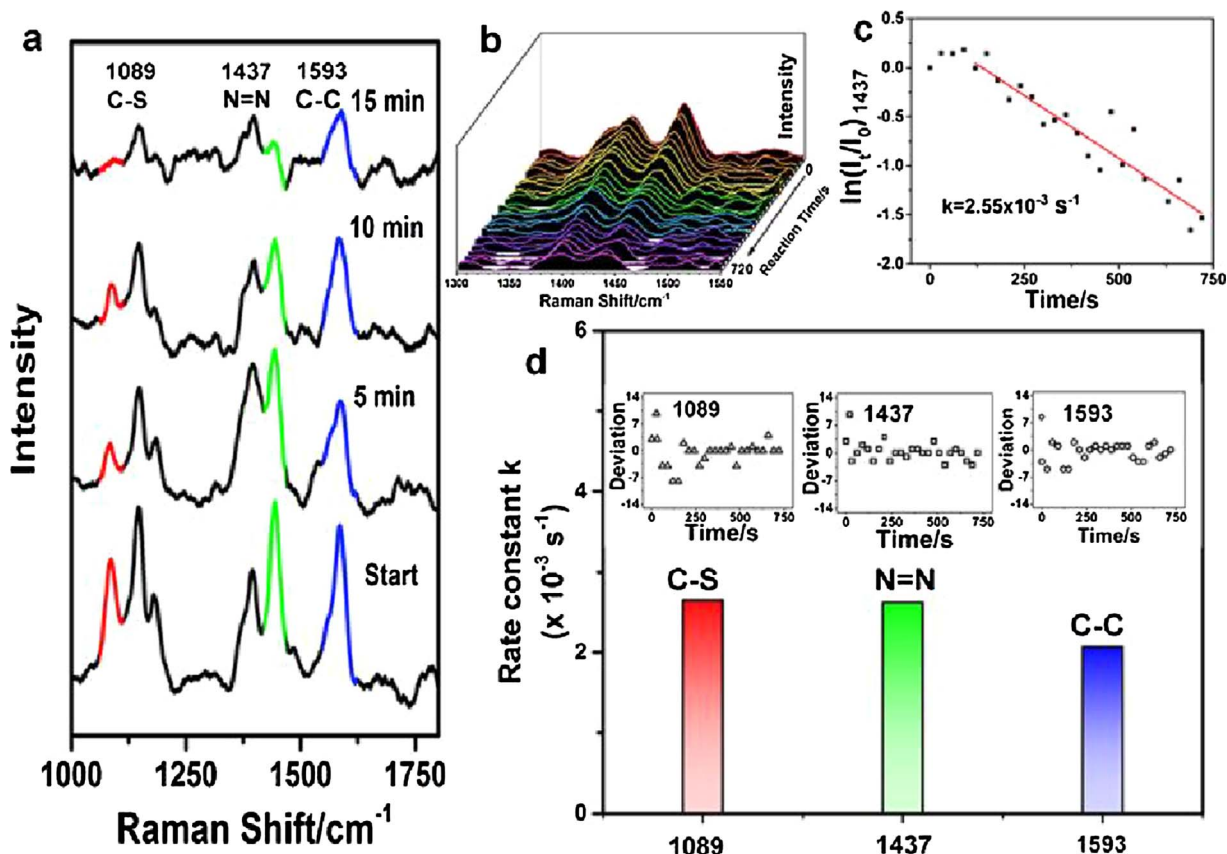 a
1089
C-S
1437
N=N
1593
C-C
15 min
10 min
5 min
Start
Intensity
1000
1250
1500
1750
Raman Shift/cm⁻¹
b
Intensity
0
Reaction Time/s
720
1300
1350
1400
1450
1500
1550
Raman Shift/cm⁻¹
c
0.5
0.0
-0.5
-1.0
-1.5
-2.0
ln(Iₜ/I₀)₁₄₃₇
k=2.55x10⁻³ S⁻¹
0
250
500
750
Time/s
d
6
4
2
0
Rate constant k
(x 10⁻³ s⁻¹)
14
7
0
-7
-14
Deviation
1089
0 250 500 750
Time/s
14
7
0
-7
-14
Deviation
1437
0 250 500 750
Time/s
14
7
0
-7
-14
Deviation
1593
0 250 500 750
Time/s
C-S
N=N
C-C
1089
1437
1593